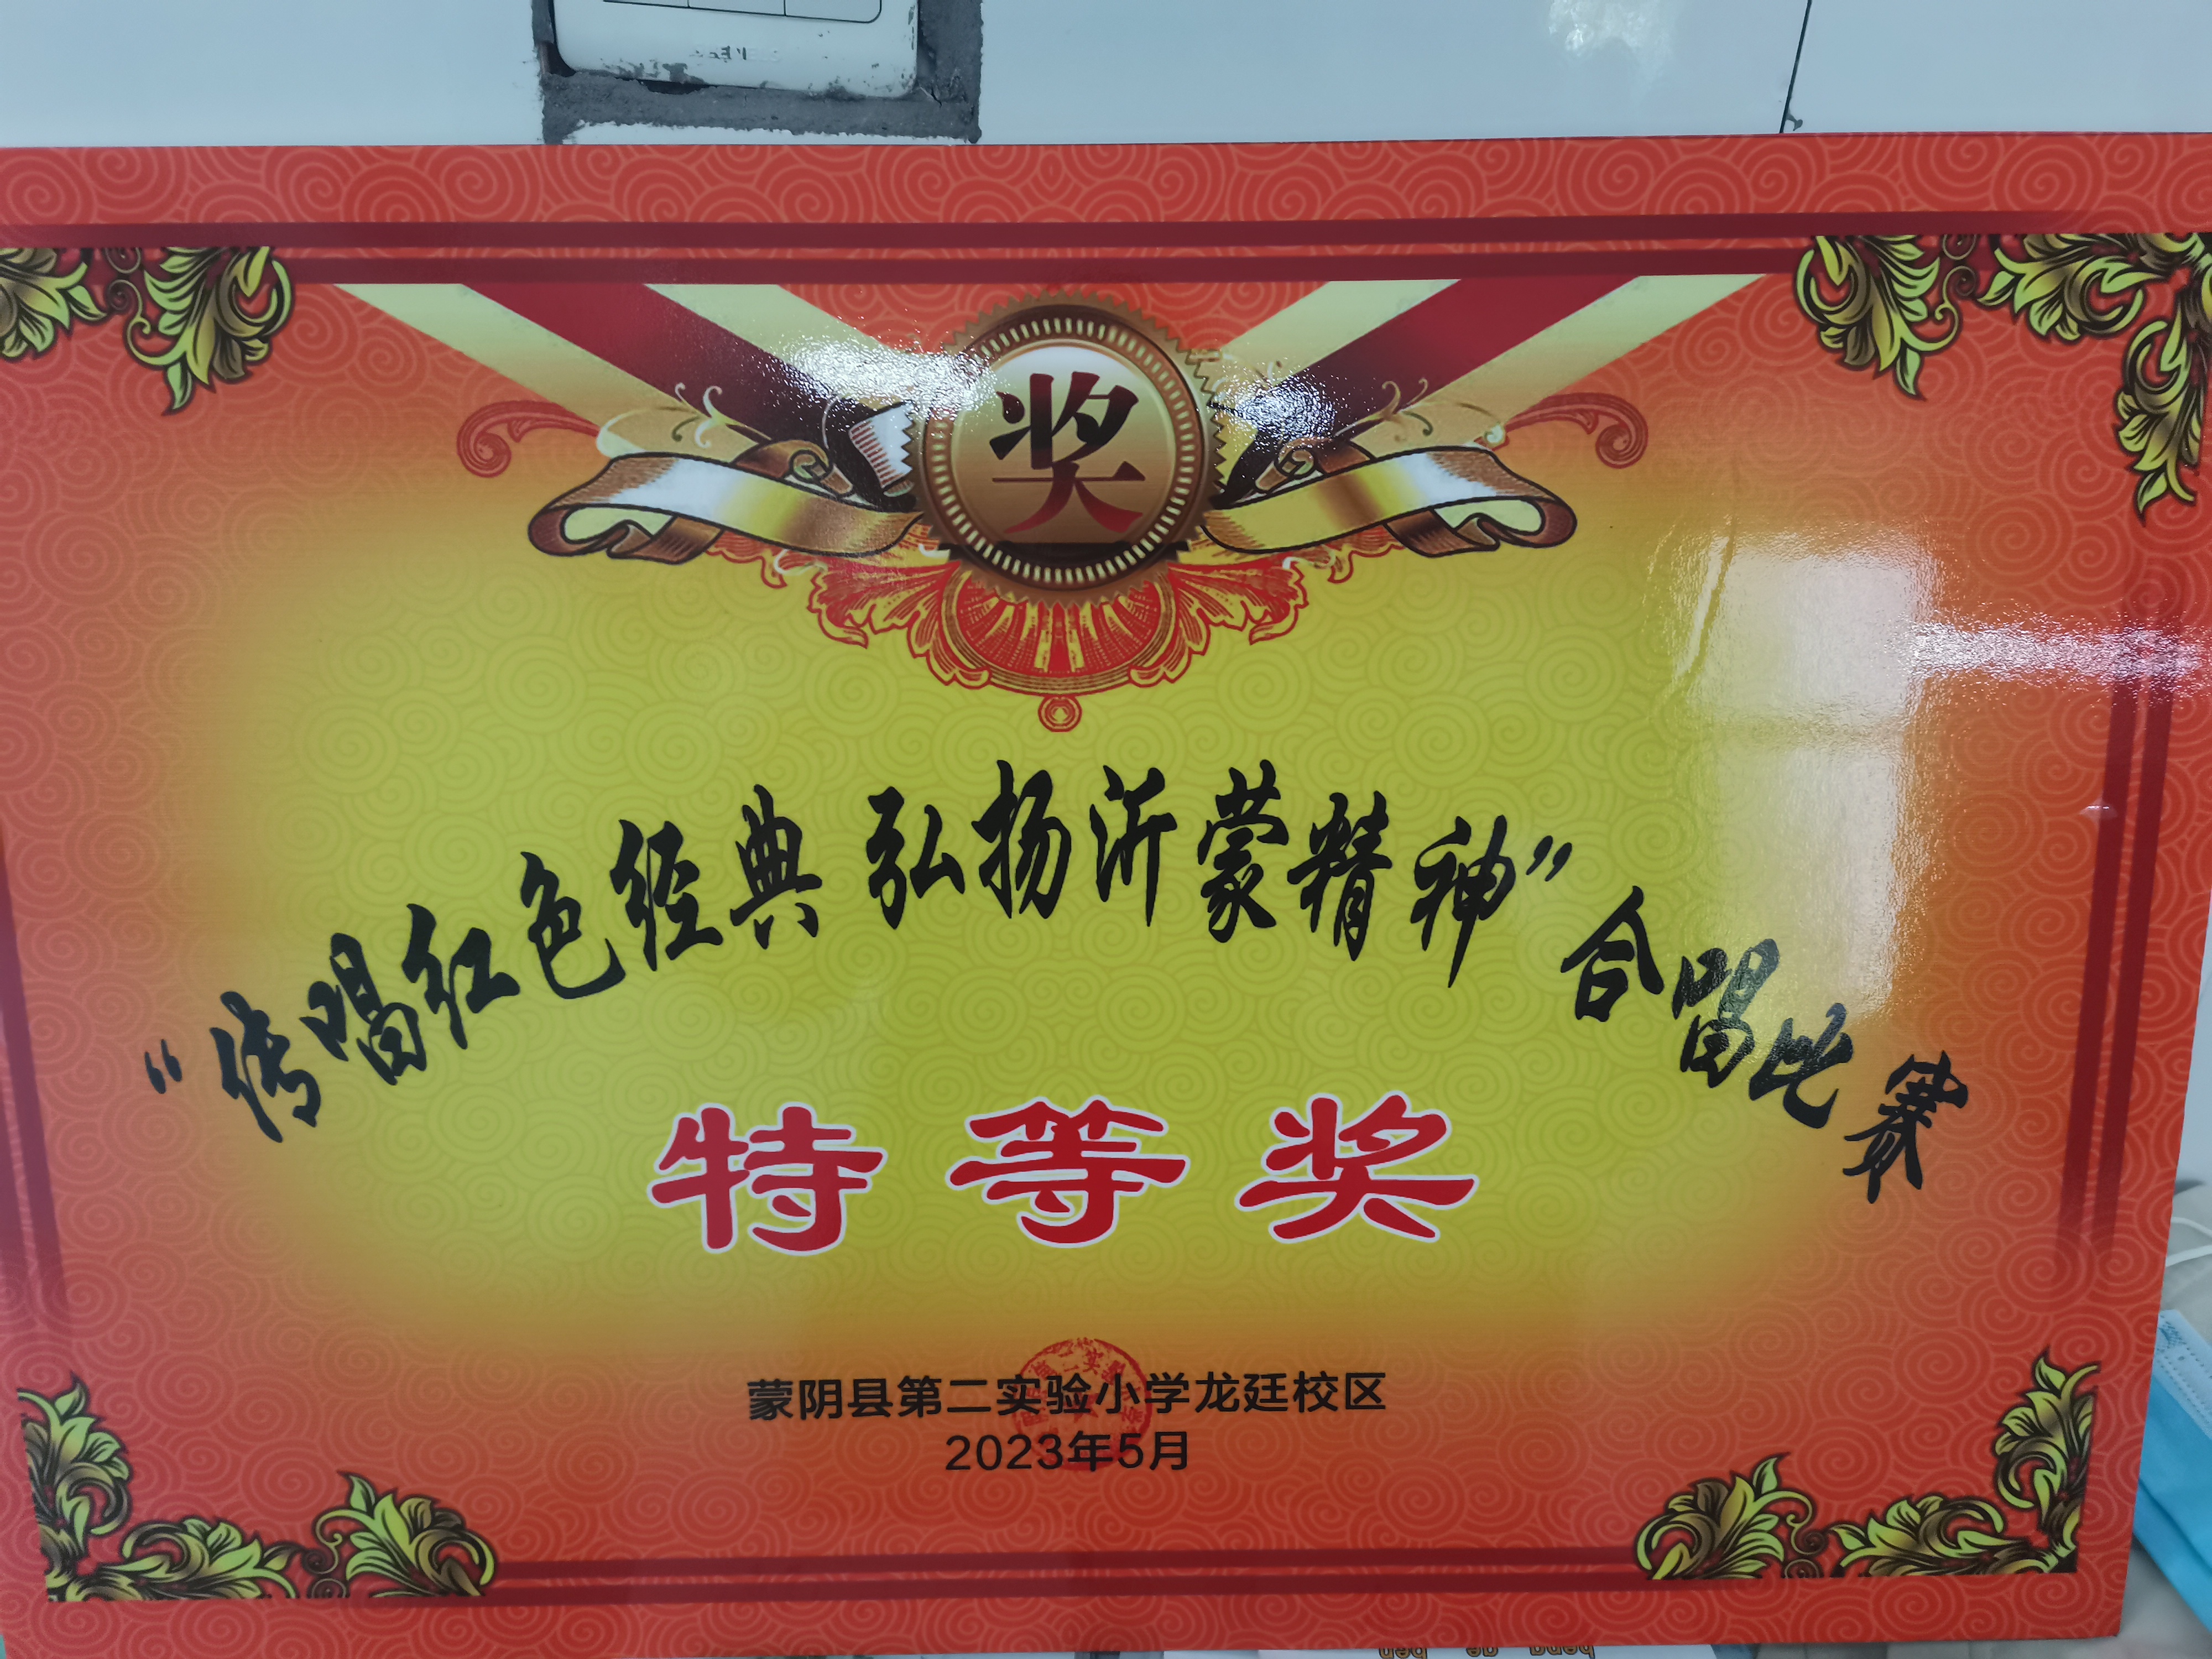 奖
“传唱红色经典 弘扬沂蒙精神”合唱比赛
特等奖
蒙阴县第二实验小学龙廷校区
2023年5月